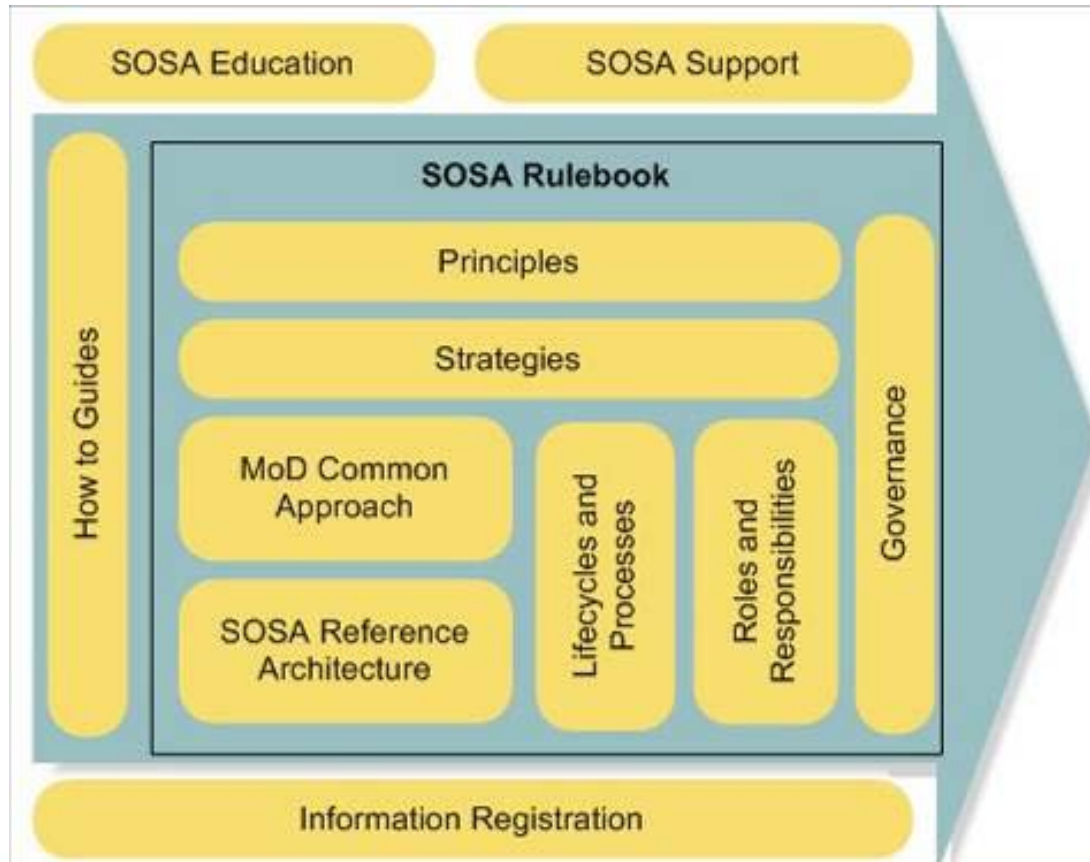 SOSA Education
SOSA Support
SOSA Rulebook
How to Guides
Principles
Strategies
MoD Common
Approach
SOSA Reference
Architecture
Lifecycles and
Processes
Roles and
Responsibilities
Governance
Information Registration